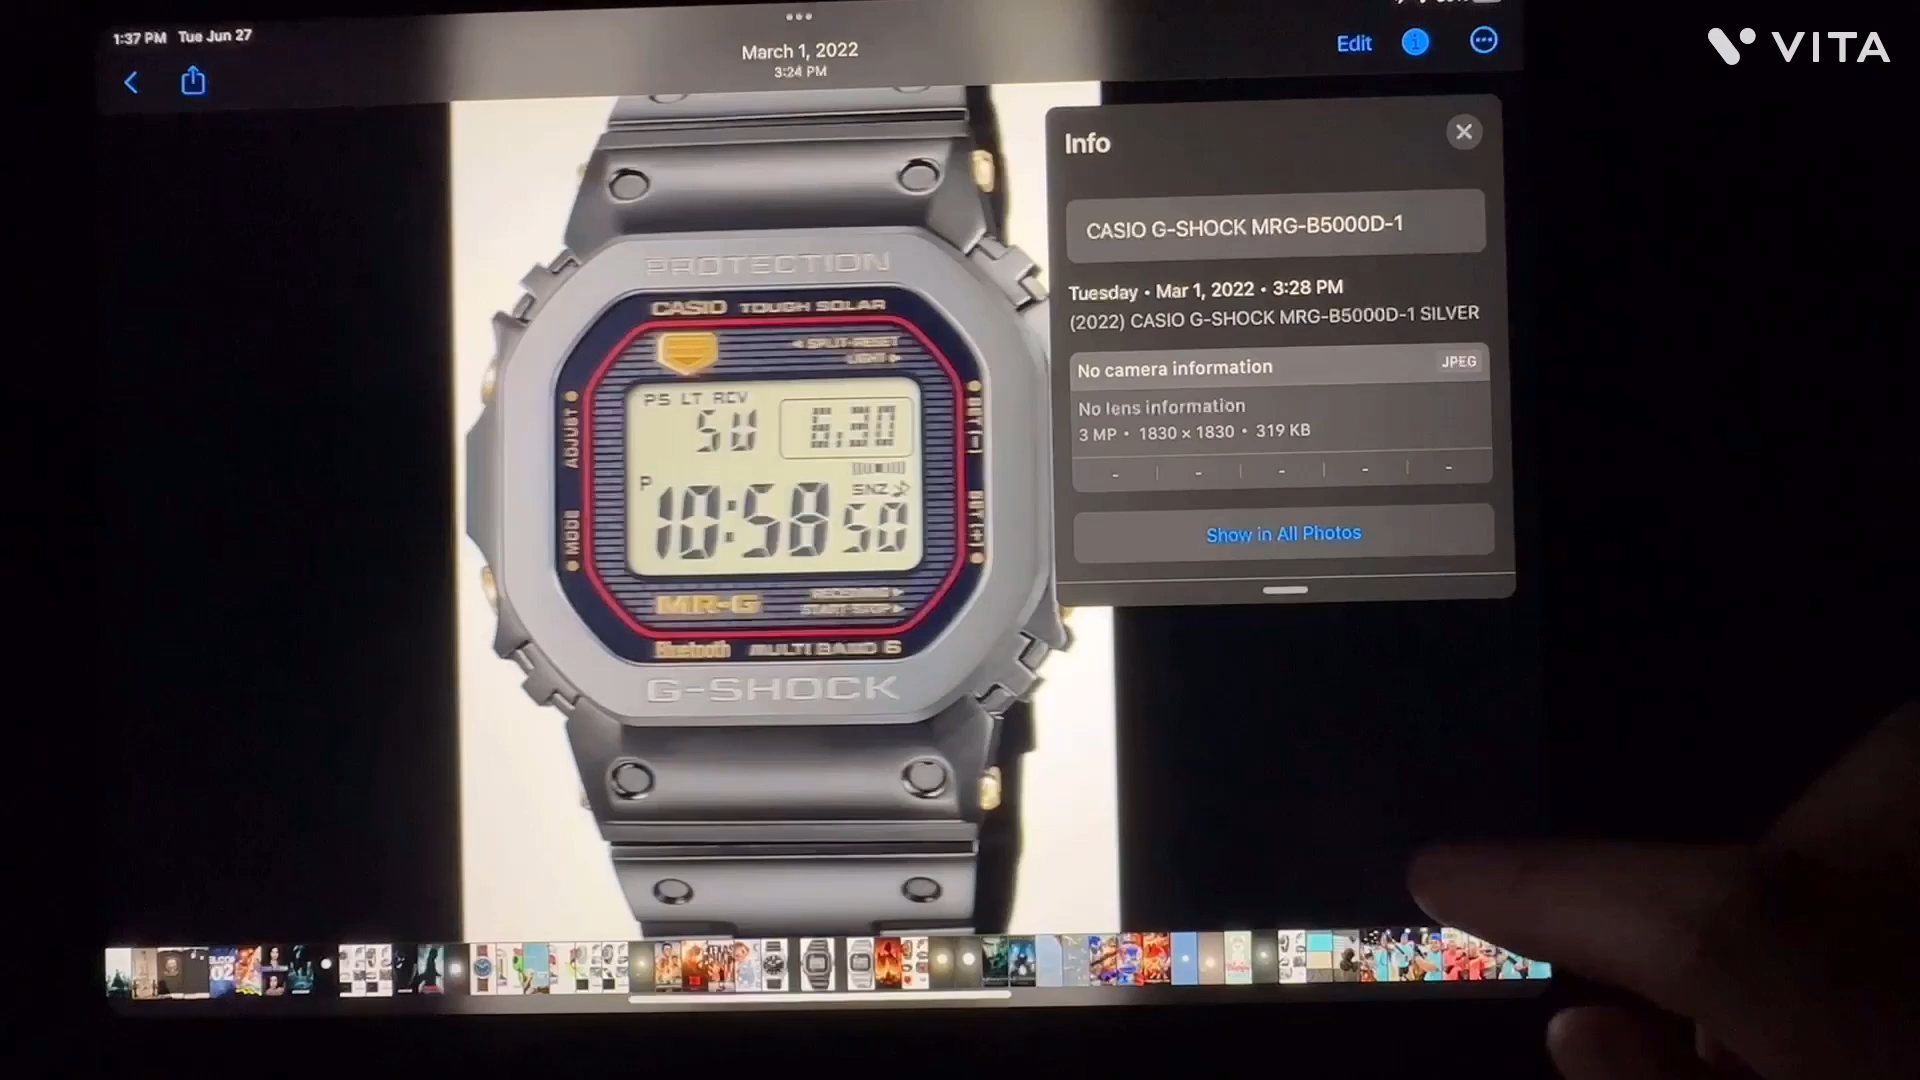 1:37 PM Tue Jun 27
March 1, 2022
3:24 PM
Edit
VITA
Info
CASIO G-SHOCK MRG-B5000D-1
Tuesday • Mar 1, 2022 • 3:28 PM
(2022) CASIO G-SHOCK MRG-B5000D-1 SILVER
No camera information JPEG
No lens information
3 MP • 1830 × 1830 • 319 KB
- - - - -
Show in All Photos
PROTECTION
CASIO TOUGH SOLAR
SPLIT·RESET
LIGHT
ADJUST
MODE
PS LT RCV
SU 6.30
SNZ
P 10:58 50
MR-G
RECEIVING
START·STOP
Bluetooth MULTI BAND 6
G-SHOCK